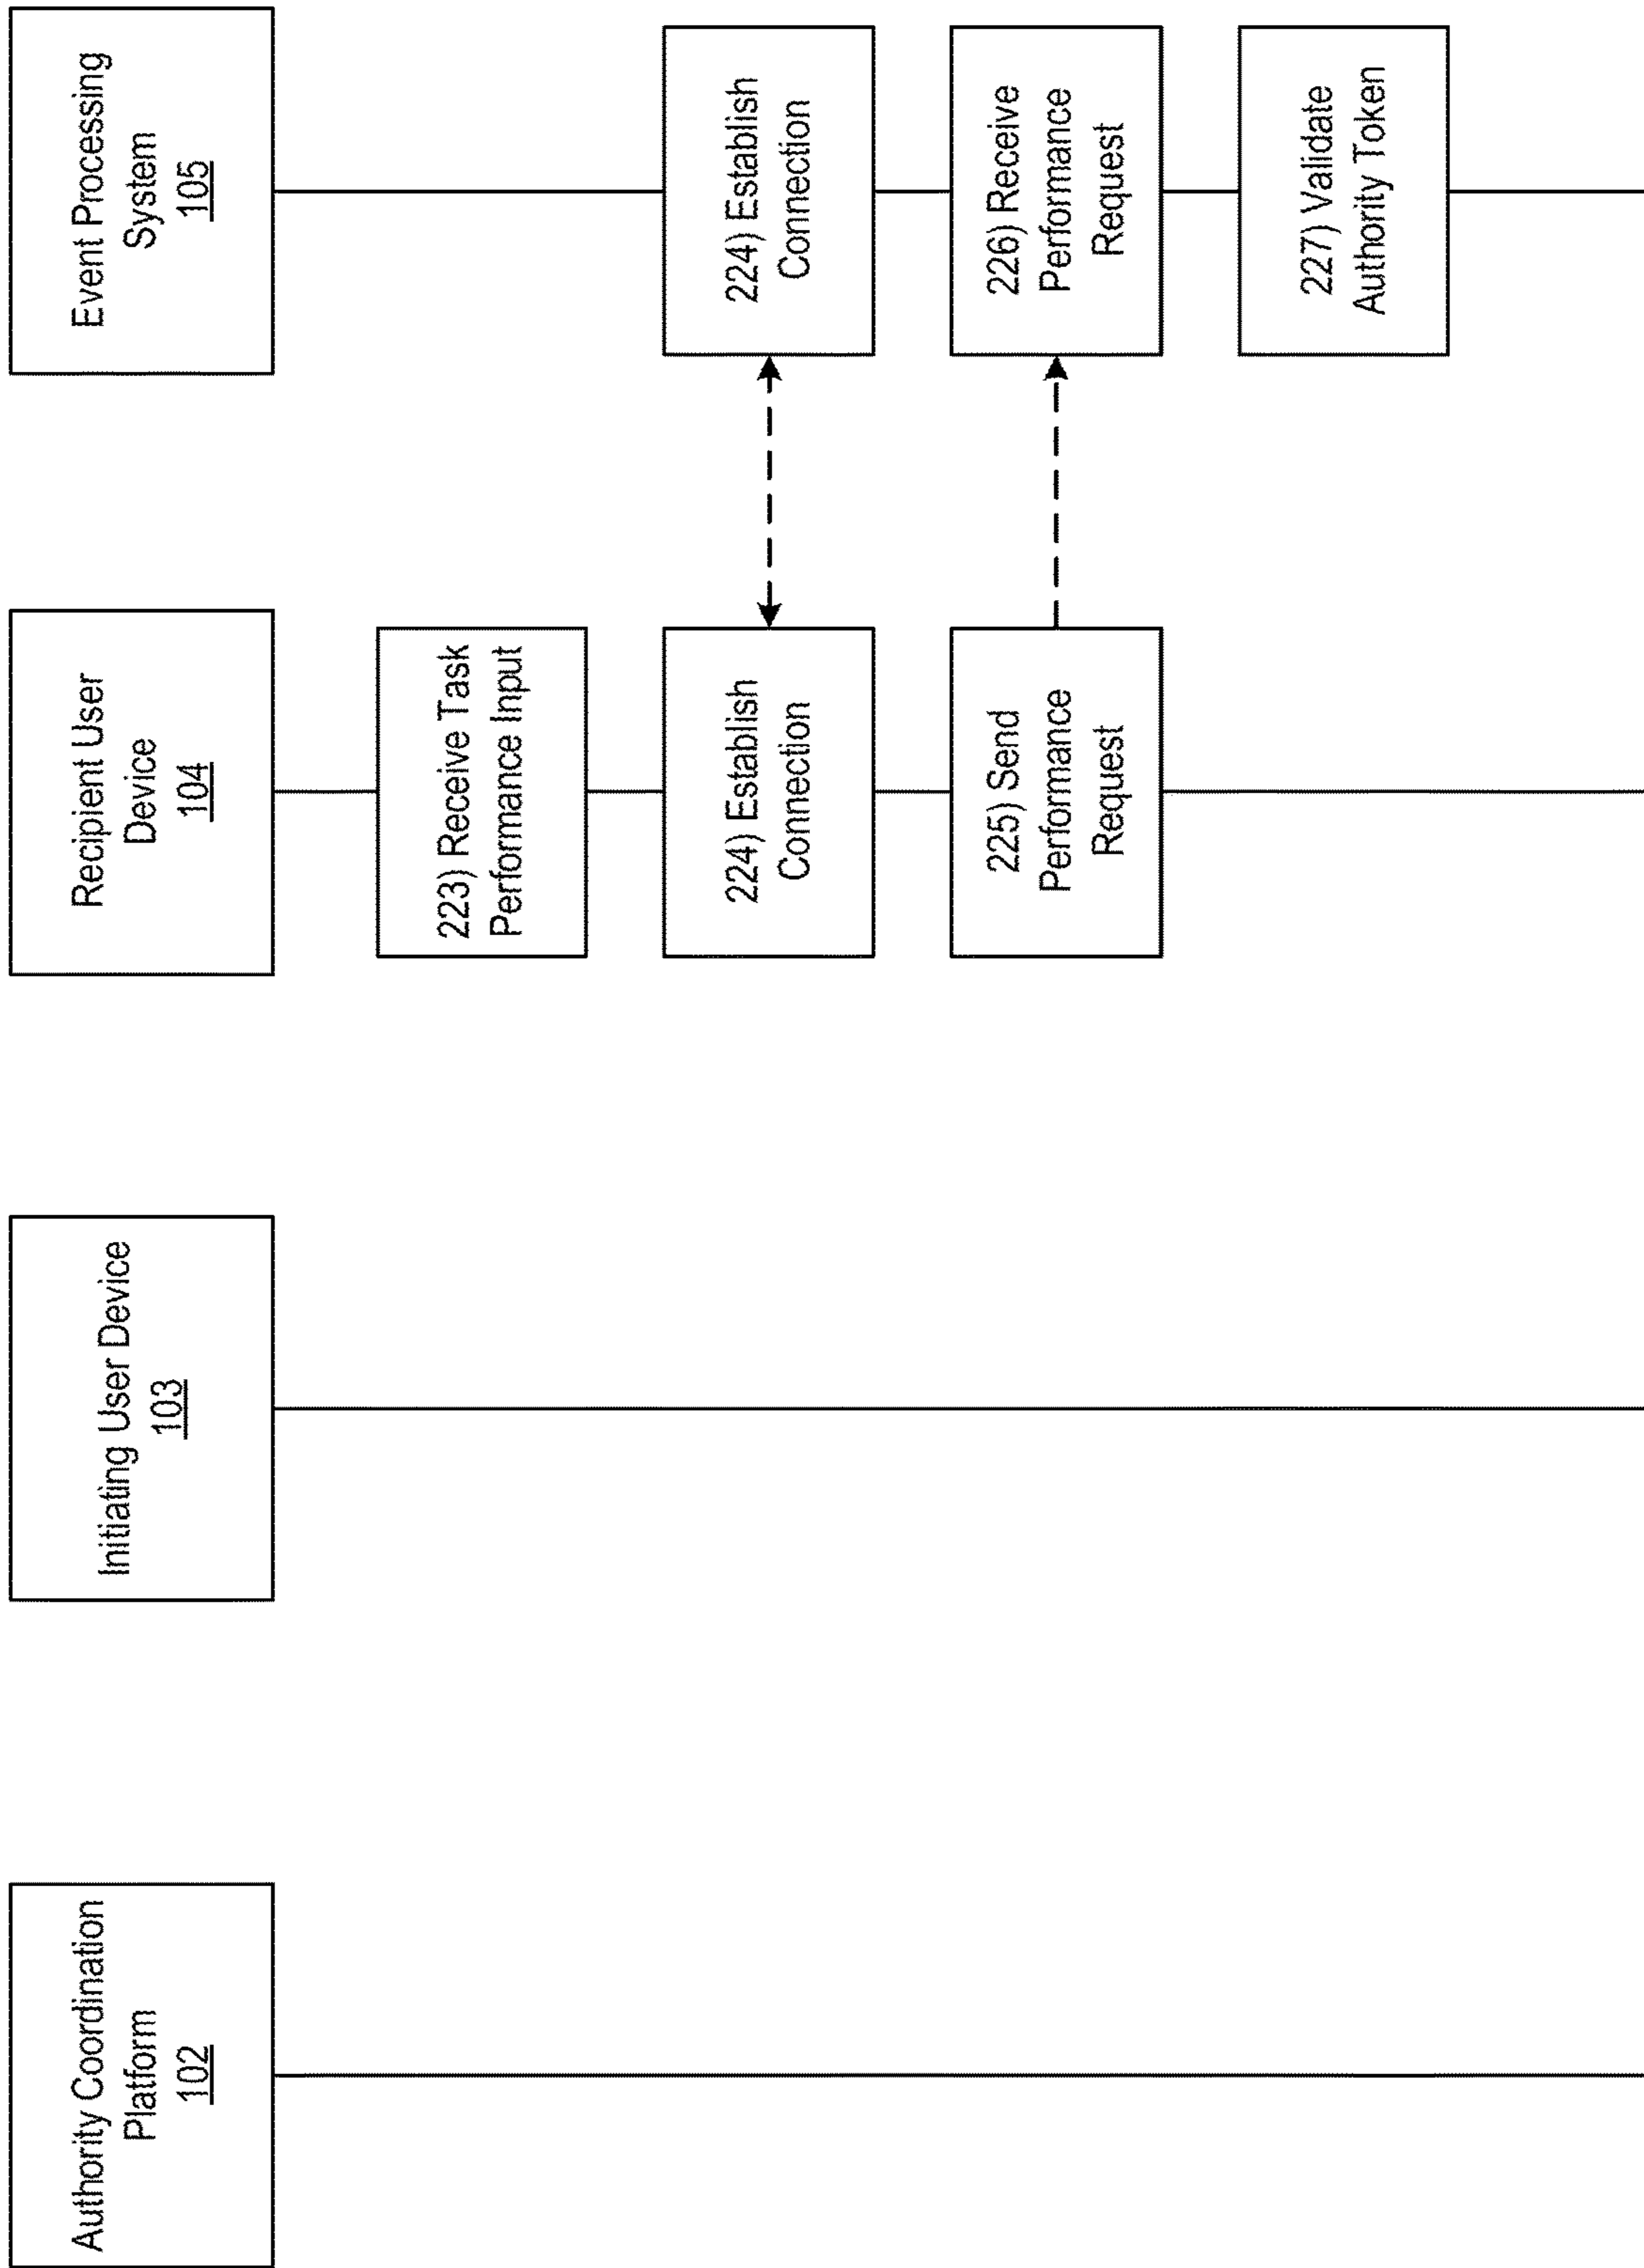 Authority Coordination
Platform
102
Initiating User Device
103
Recipient User
Device
104
Event Processing
System
105
223) Receive Task
Performance Input
224) Establish
Connection
224) Establish
Connection
225) Send
Performance
Request
226) Receive
Performance
Request
227) Validate
Authority Token